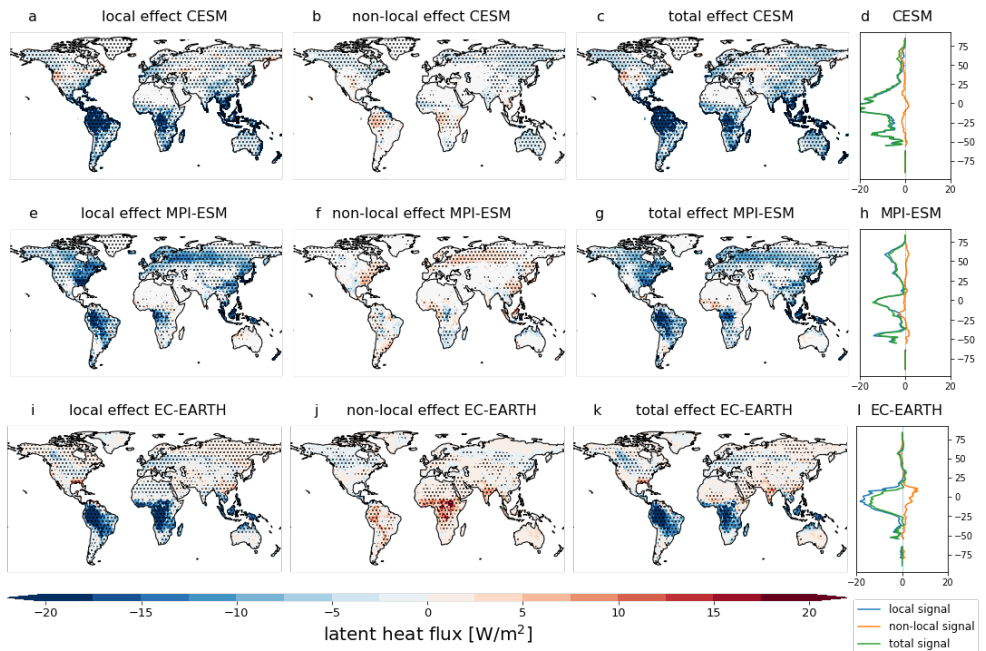 a local effect CESM b non-local effect CESM c total effect CESM d CESM
75
50
25
0
−25
−50
−75
−20 0 20
e local effect MPI-ESM f non-local effect MPI-ESM g total effect MPI-ESM h MPI-ESM
75
50
25
0
−25
−50
−75
−20 0 20
i local effect EC-EARTH j non-local effect EC-EARTH k total effect EC-EARTH l EC-EARTH
75
50
25
0
−25
−50
−75
−20 0 20
−20 −15 −10 −5 0 5 10 15 20
latent heat flux [W/m²]
local signal
non-local signal
total signal